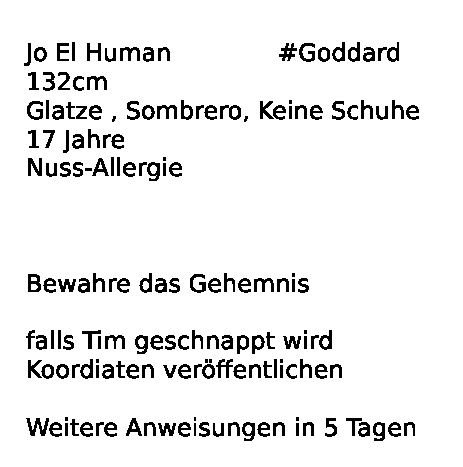 Jo El Human #Goddard
132cm
Glatze , Sombrero, Keine Schuhe
17 Jahre
Nuss-Allergie
Bewahre das Gehemnis
falls Tim geschnappt wird
Koordiaten veröffentlichen
Weitere Anweisungen in 5 Tagen